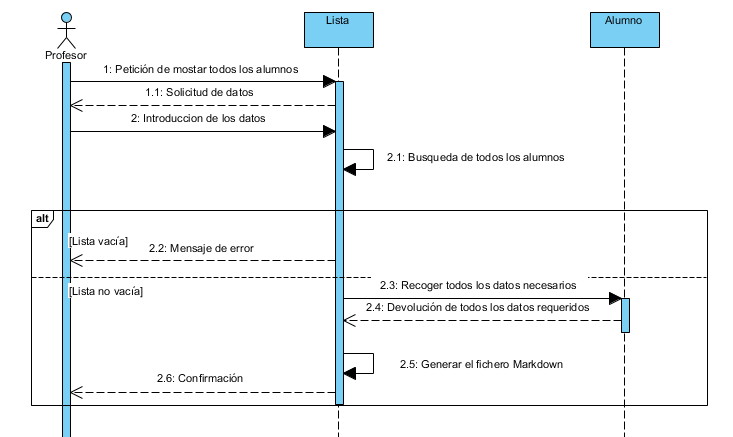 Lista
Alumno
Profesor
1: Petición de mostar todos los alumnos
1.1: Solicitud de datos
2: Introduccion de los datos
2.1: Busqueda de todos los alumnos
alt
[Lista vacía]
2.2: Mensaje de error
2.3: Recoger todos los datos necesarios
[Lista no vacía]
2.4: Devolución de todos los datos requeridos
2.5: Generar el fichero Markdown
2.6: Confirmación